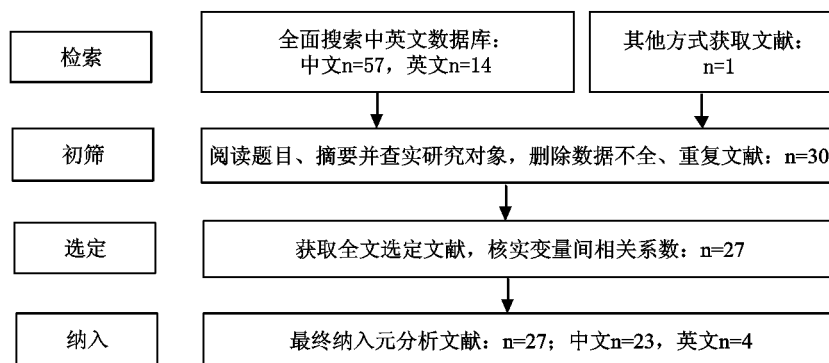 检索
全面搜索中英文数据库：
中文n=57，英文n=14
其他方式获取文献：
n=1
初筛
阅读题目、摘要并查实研究对象，删除数据不全、重复文献：n=30
选定
获取全文选定文献，核实变量间相关系数：n=27
纳入
最终纳入元分析文献：n=27；中文n=23，英文n=4